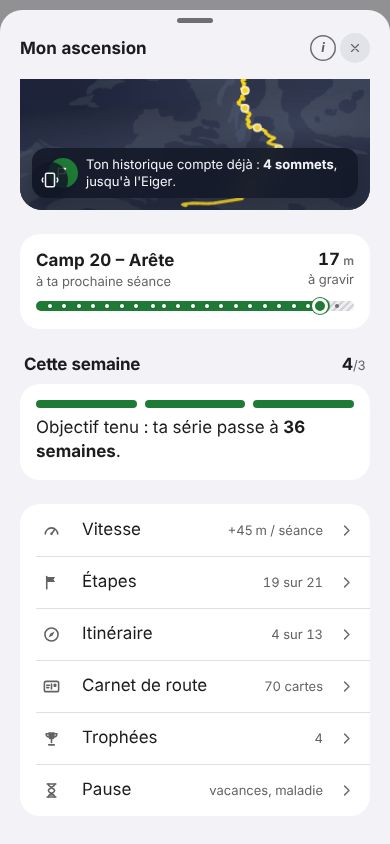 Mon ascension
Ton historique compte déjà : 4 sommets,
jusqu'à l'Eiger.
Camp 20 – Arête
17 m
à ta prochaine séance
à gravir
Cette semaine
4/3
Objectif tenu : ta série passe à 36
semaines.
Vitesse
+45 m / séance
Étapes
19 sur 21
Itinéraire
4 sur 13
Carnet de route
70 cartes
Trophées
4
Pause
vacances, maladie